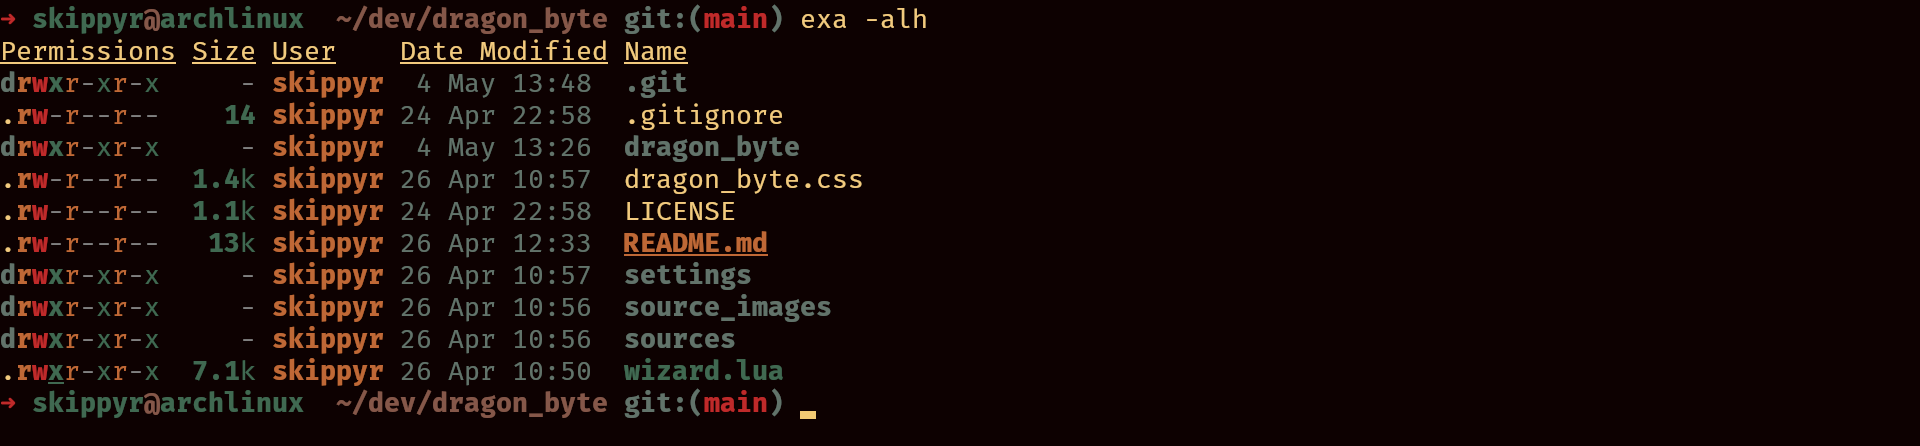 → skippyr@archlinux  ~/dev/dragon_byte git:(main) exa -alh
Permissions Size User    Date Modified Name
drwxr-xr-x     - skippyr  4 May 13:48  .git
.rw-r--r--    14 skippyr 24 Apr 22:58  .gitignore
drwxr-xr-x     - skippyr  4 May 13:26  dragon_byte
.rw-r--r--  1.4k skippyr 26 Apr 10:57  dragon_byte.css
.rw-r--r--  1.1k skippyr 24 Apr 22:58  LICENSE
.rw-r--r--   13k skippyr 26 Apr 12:33  README.md
drwxr-xr-x     - skippyr 26 Apr 10:57  settings
drwxr-xr-x     - skippyr 26 Apr 10:56  source_images
drwxr-xr-x     - skippyr 26 Apr 10:56  sources
.rwxr-xr-x  7.1k skippyr 26 Apr 10:50  wizard.lua
→ skippyr@archlinux  ~/dev/dragon_byte git:(main)